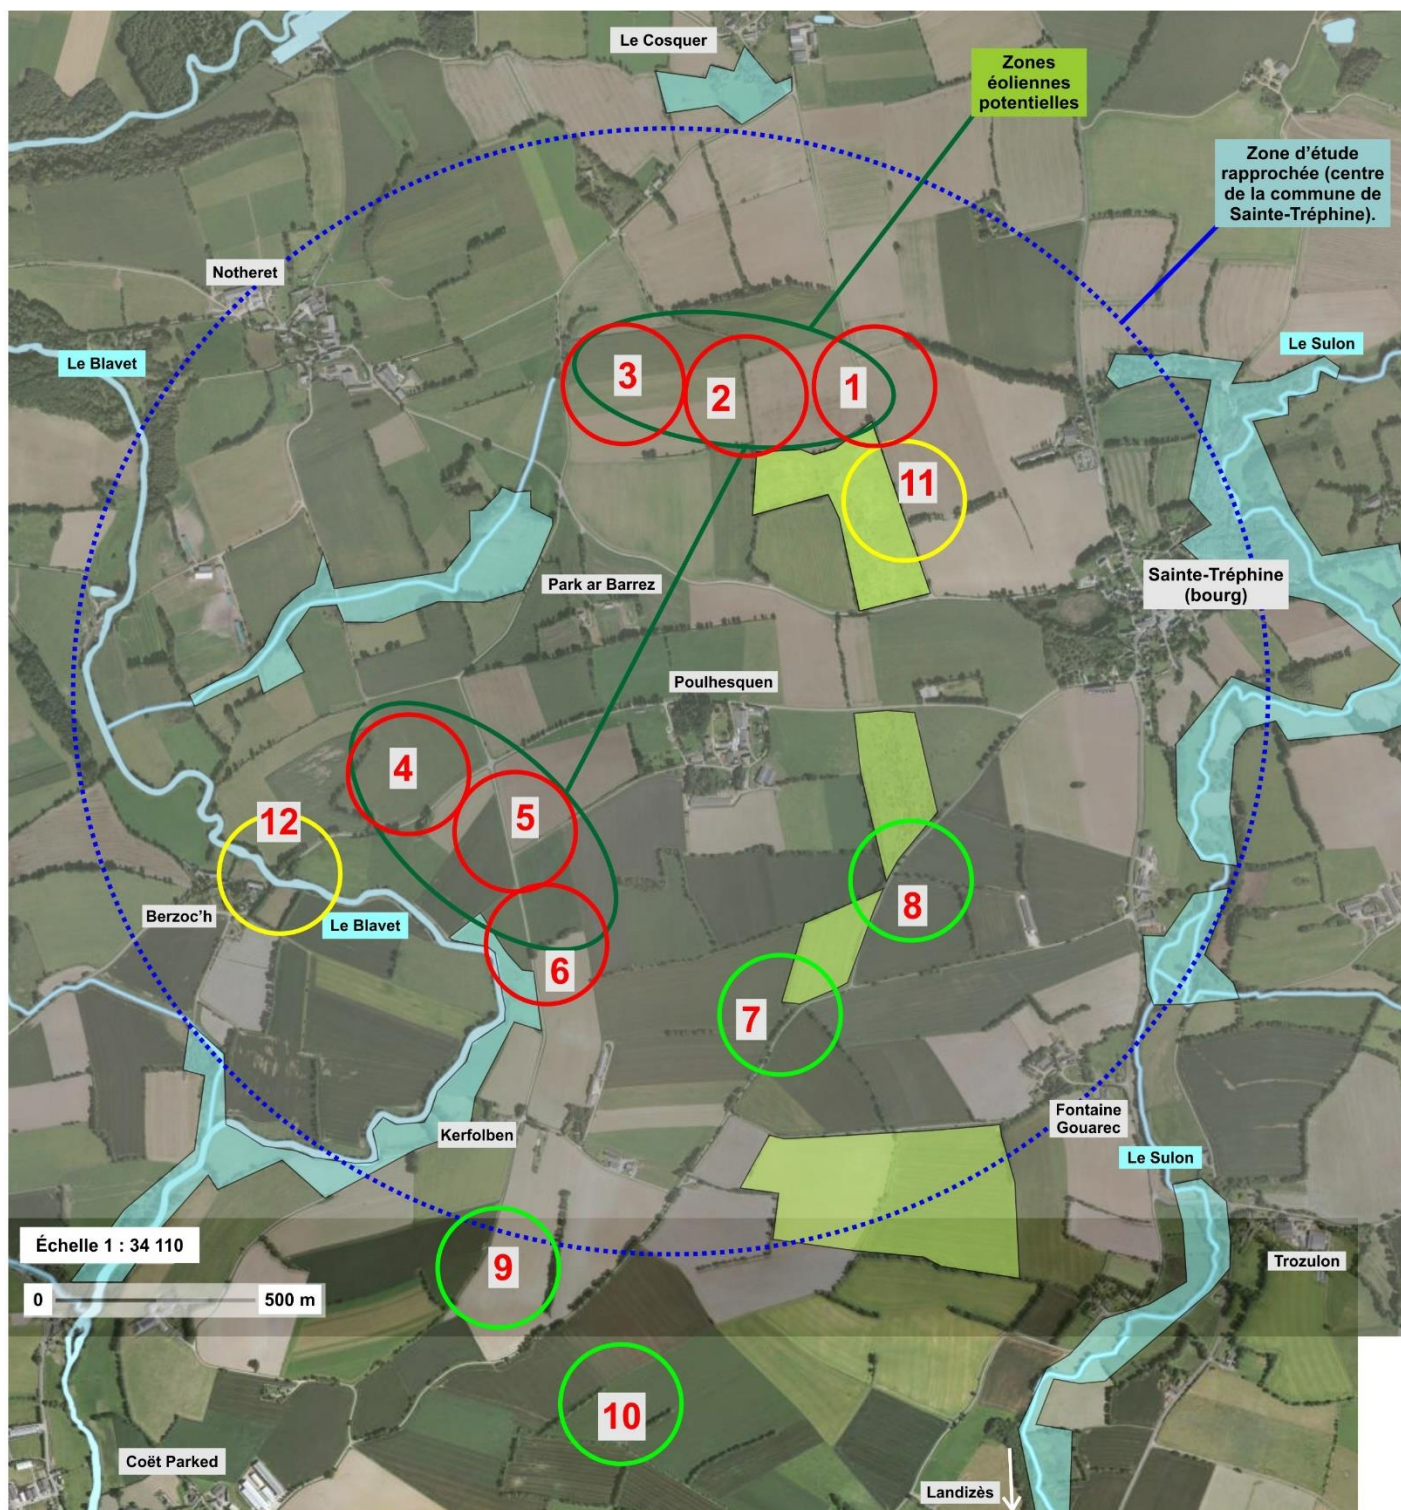 Le Cosquer
Zones
éoliennes
potentielles
Zone d'étude
rapprochée (centre
de la commune de
Sainte-Tréphine).
Notheret
Le Blavet
Le Sulon
3
2
1
11
Park ar Barrez
Sainte-Tréphine
(bourg)
Poulhesquen
4
5
12
8
Berzoc'h
Le Blavet
6
7
Fontaine
Gouarec
Kerfolben
Le Sulon
Échelle 1 : 34 110
9
Trozulon
0
500 m
10
Coët Parked
Landizès